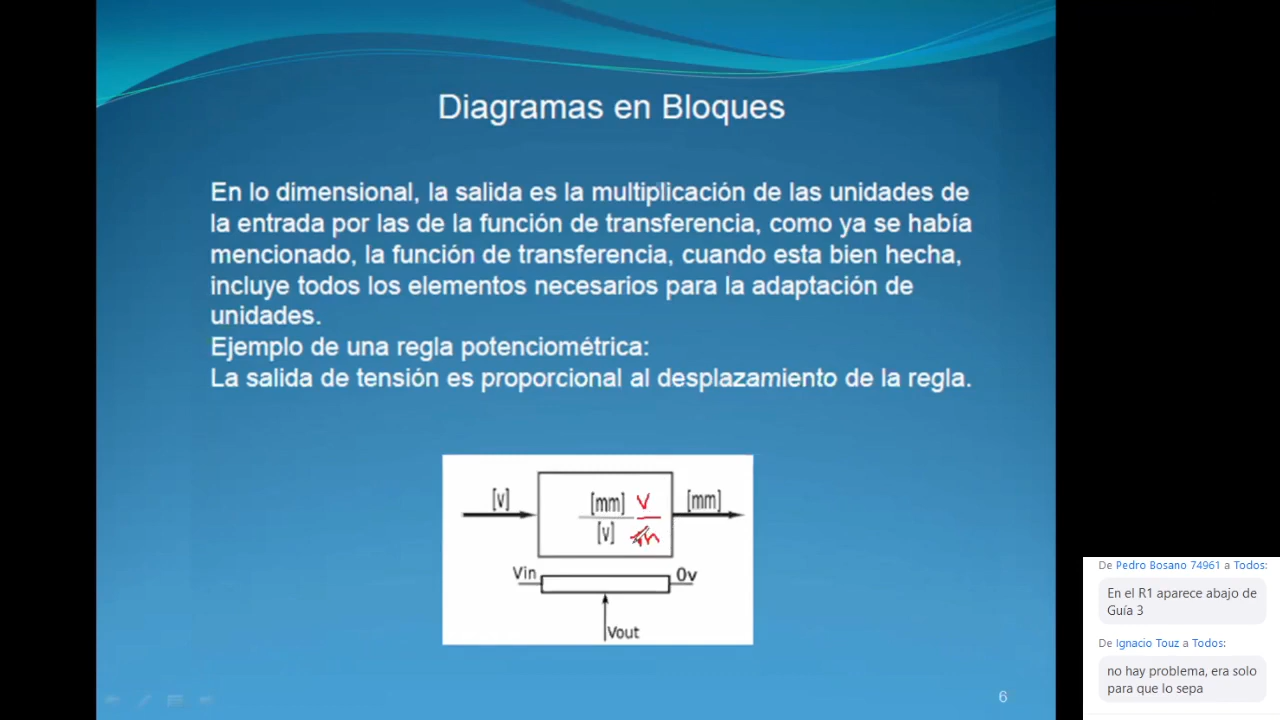 Diagramas en Bloques
En lo dimensional, la salida es la multiplicación de las unidades de
la entrada por las de la función de transferencia, como ya se había
mencionado, la función de transferencia, cuando esta bien hecha,
incluye todos los elementos necesarios para la adaptación de
unidades.
Ejemplo de una regla potenciométrica:
La salida de tensión es proporcional al desplazamiento de la regla.
[v] [mm] V [mm]
[v]
Vin 0v
Vout
6
De Pedro Bosano 74961 a Todos:
En el R1 aparece abajo de
Guía 3
De Ignacio Touz a Todos:
no hay problema, era solo
para que lo sepa